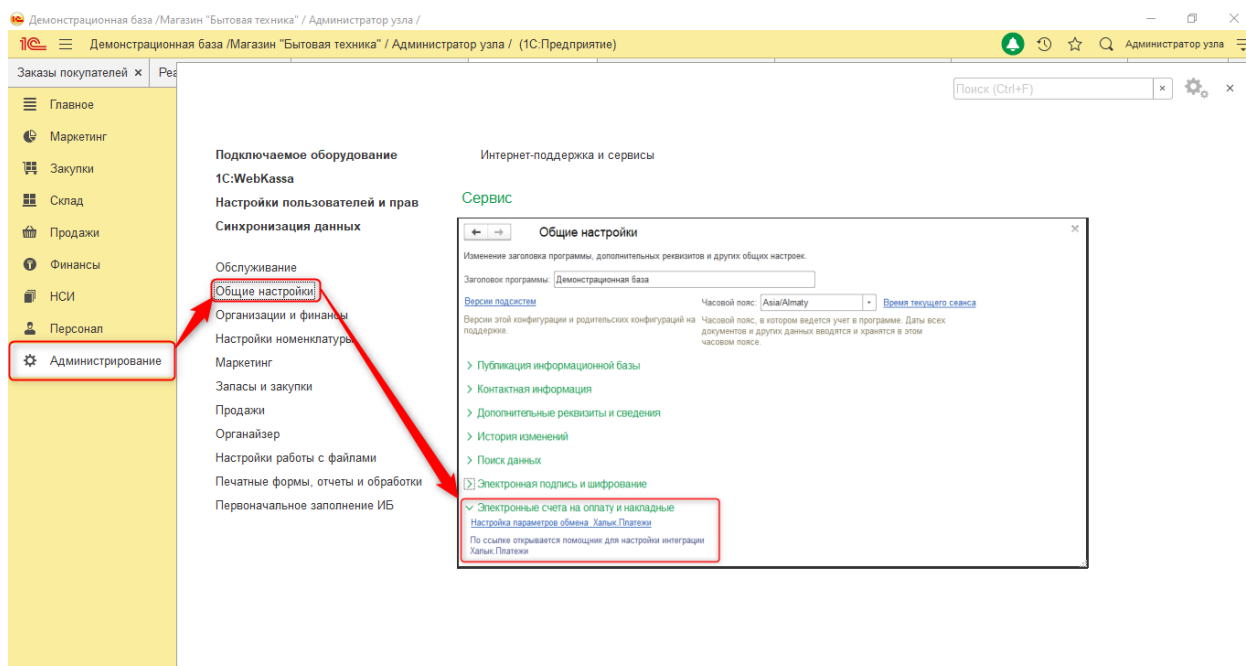 Демонстрационная база /Магазин "Бытовая техника" / Администратор узла /
Демонстрационная база /Магазин "Бытовая техника" / Администратор узла / (1С:Предприятие)
Администратор узла
Заказы покупателей
Реа
Поиск (Ctrl+F)
Главное
Маркетинг
Закупки
Склад
Продажи
Финансы
НСИ
Персонал
Администрирование
Подключаемое оборудование
1С:WebKassa
Настройки пользователей и прав
Синхронизация данных
Обслуживание
Общие настройки
Организации и финансы
Настройки номенклатуры
Маркетинг
Запасы и закупки
Продажи
Органайзер
Настройки работы с файлами
Печатные формы, отчеты и обработки
Первоначальное заполнение ИБ
Интернет-поддержка и сервисы
Сервис
Общие настройки
Изменение заголовка программы, дополнительных реквизитов и других общих настроек.
Заголовок программы: Демонстрационная база
Версии подсистем
Часовой пояс: Asia/Almaty
Время текущего сеанса
Версии этой конфигурации и родительских конфигураций на
поддержке.
Часовой пояс, в котором ведется учет в программе. Даты всех
документов и других данных вводятся и хранятся в этом
часовом поясе.
Публикация информационной базы
Контактная информация
Дополнительные реквизиты и сведения
История изменений
Поиск данных
Электронная подпись и шифрование
Электронные счета на оплату и накладные
Настройка параметров обмена Халык.Платежи
По ссылке открывается помощник для настройки интеграции
Халык.Платежи